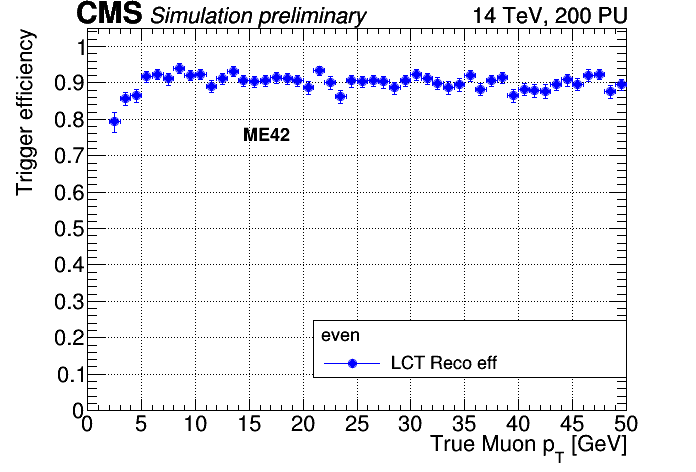 CMS Simulation preliminary 14 TeV, 200 PU
Trigger efficiency
1
0.9
0.8
0.7
0.6
0.5
0.4
0.3
0.2
0.1
0
ME42
even
LCT Reco eff
0 5 10 15 20 25 30 35 40 45 50
True Muon p_T [GeV]